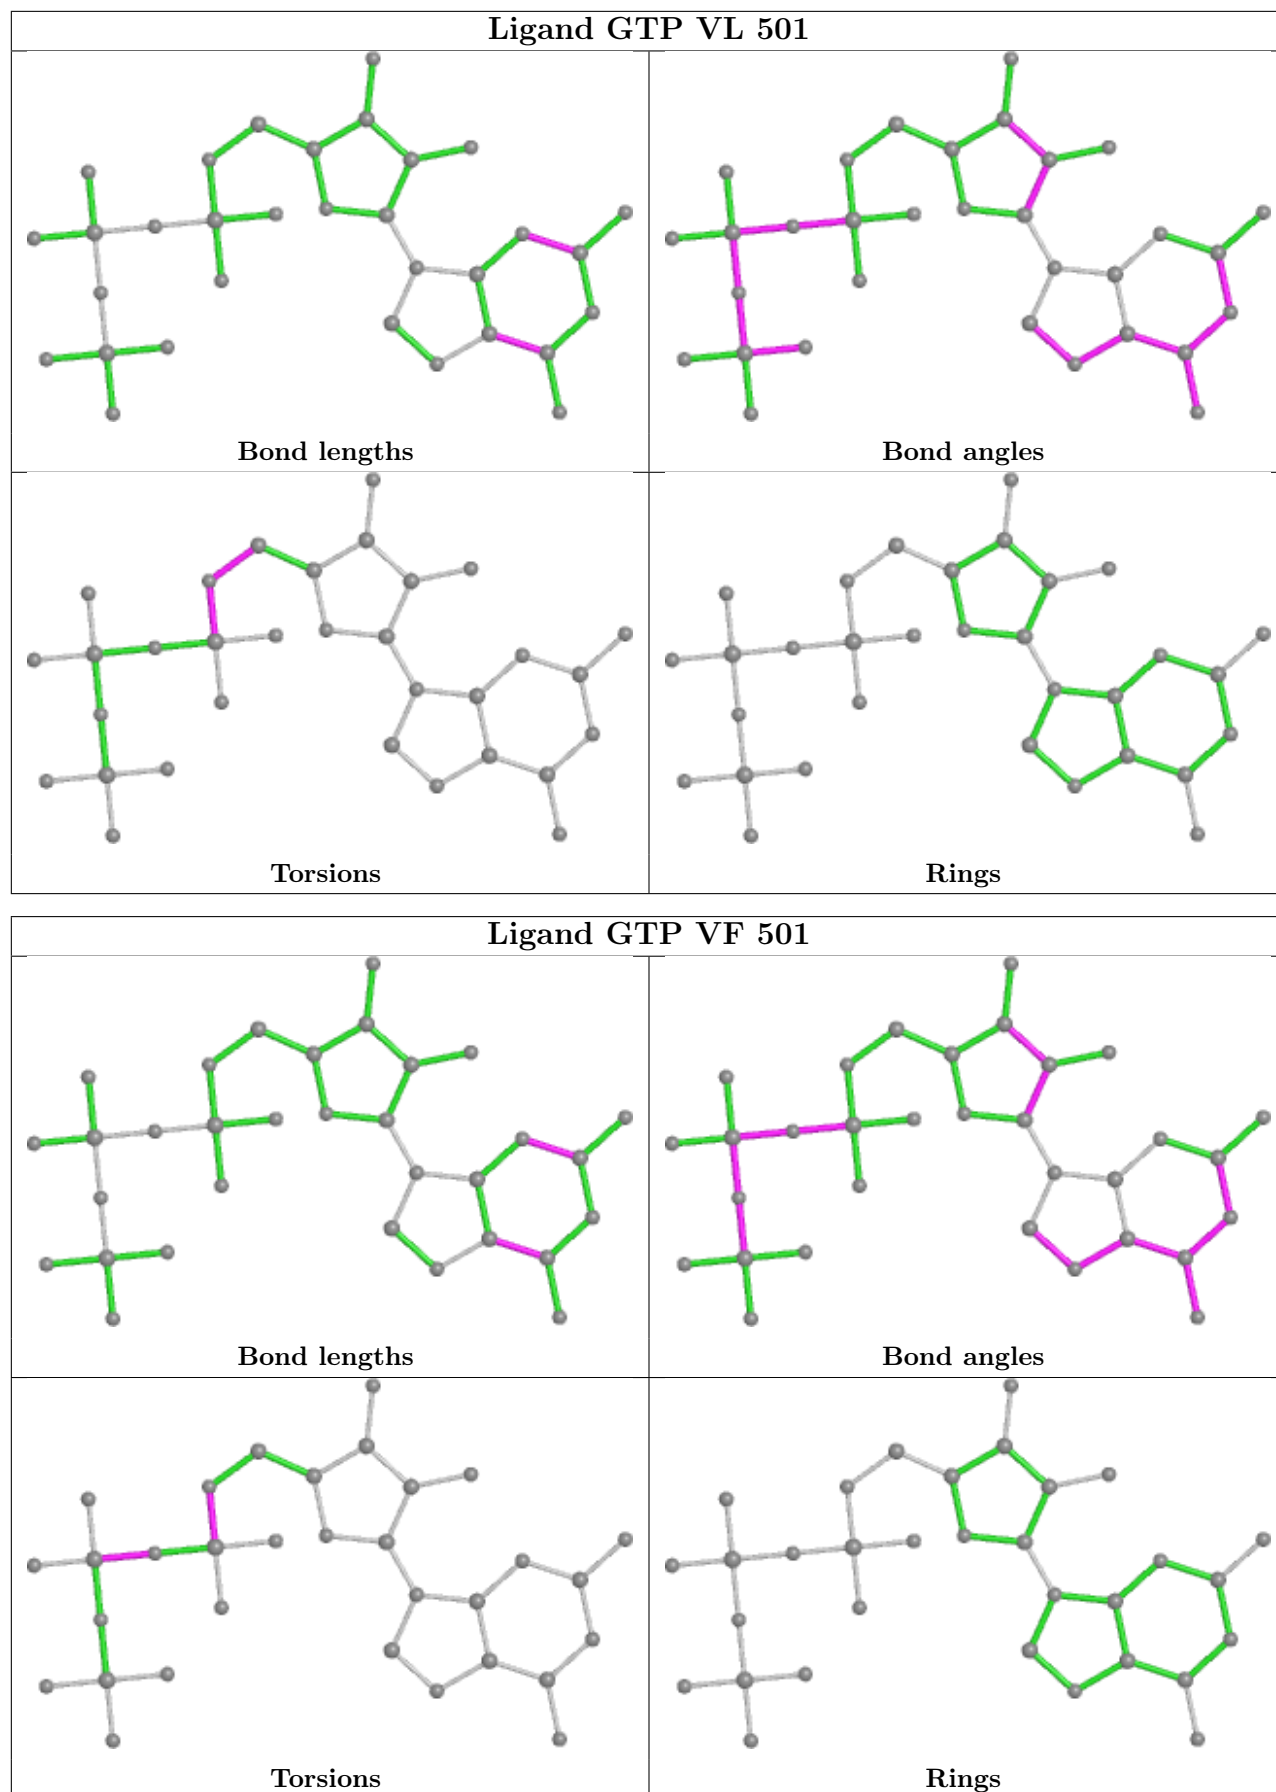 Ligand GTP VL 501
Bond lengths
Bond angles
Torsions
Rings
Ligand GTP VF 501
Bond lengths
Bond angles
Torsions
Rings